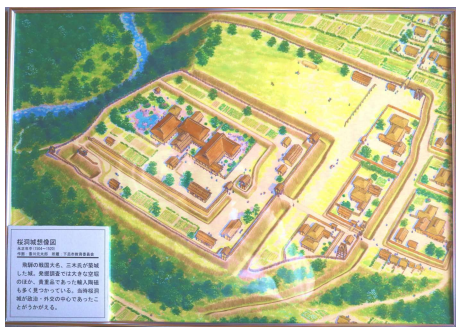 桜洞城想像図
飛騨の戦国大名、三木氏が築城
した城。発掘調査では大きな空堀
のほか、貴重品であった輸入陶磁
も多く見つかっている。当時桜洞
城が政治・外交の中心であったこ
とがうかがえる。